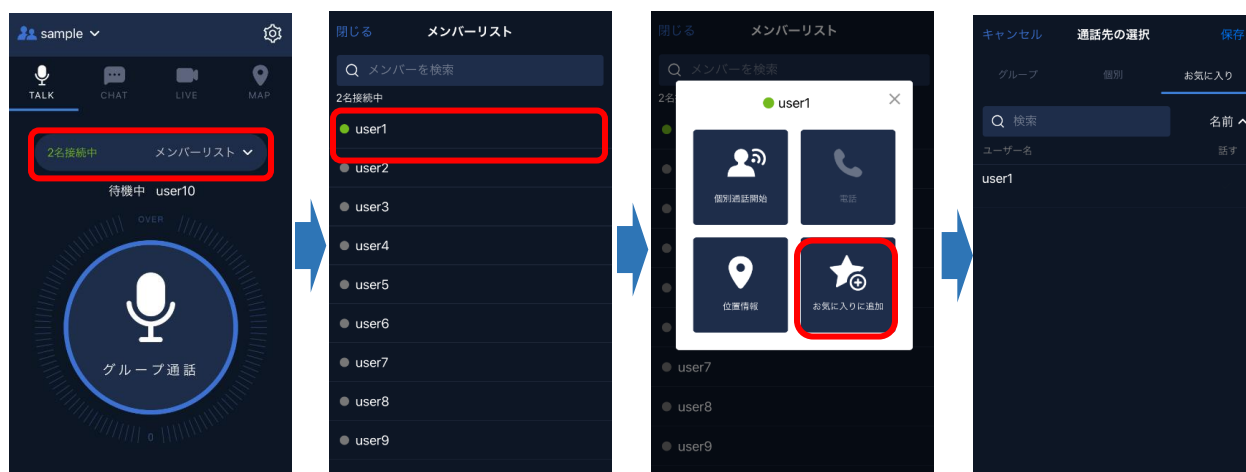 sample
TALK CHAT LIVE MAP
2名接続中 メンバーリスト
待機中 user10
OVER
グループ通話
0
閉じる メンバーリスト
メンバーを検索
2名接続中
user1
user2
user3
user4
user5
user6
user7
user8
user9
閉じる メンバーリスト
メンバーを検索
2名
user1
個別通話開始 電話
位置情報 お気に入りに追加
user7
user8
user9
キャンセル 通話先の選択 保存
グループ 個別 お気に入り
検索 名前
ユーザー名 話す
user1